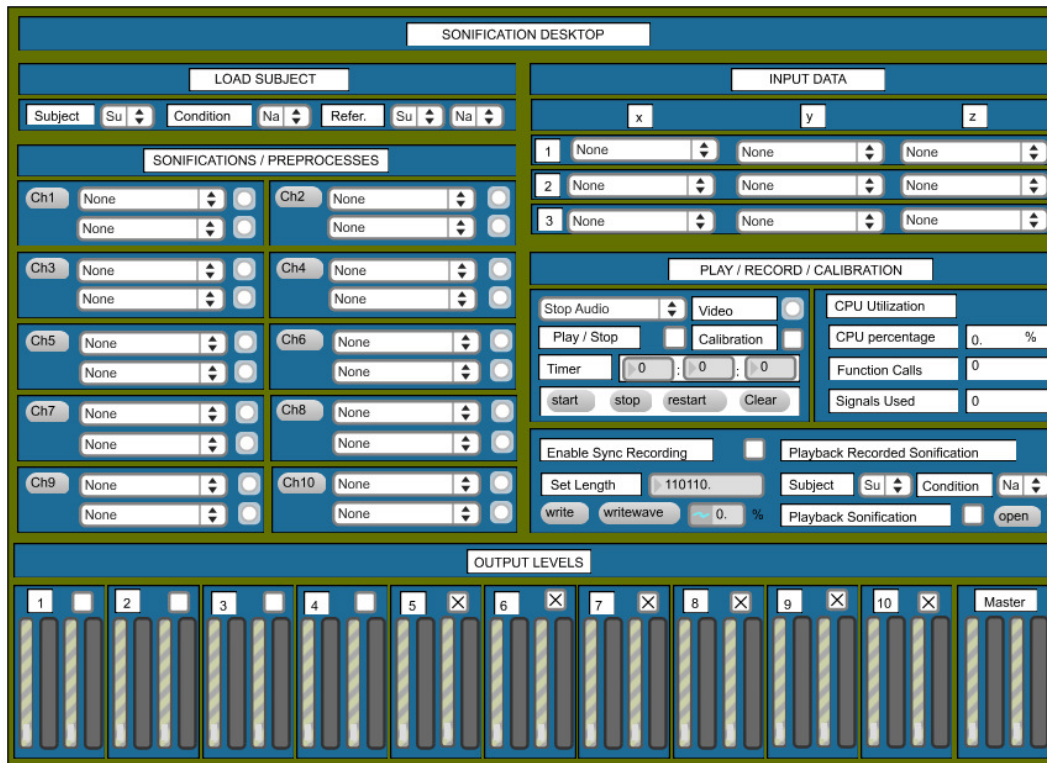 SONIFICATION DESKTOP
LOAD SUBJECT
Subject Su Condition Na Refer. Su Na
SONIFICATIONS / PREPROCESSES
Ch1 None
None
Ch2 None
None
Ch3 None
None
Ch4 None
None
Ch5 None
None
Ch6 None
None
Ch7 None
None
Ch8 None
None
Ch9 None
None
Ch10 None
None
INPUT DATA
x y z
1 None None None
2 None None None
3 None None None
PLAY / RECORD / CALIBRATION
Stop Audio Video
Play / Stop Calibration
Timer 0 : 0 : 0
start stop restart Clear
CPU Utilization
CPU percentage 0. %
Function Calls 0
Signals Used 0
Enable Sync Recording
Set Length 110110.
write writewave 0. %
Playback Recorded Sonification
Subject Su Condition Na
Playback Sonification open
OUTPUT LEVELS
1 2 3 4 5 6 7 8 9 10 Master